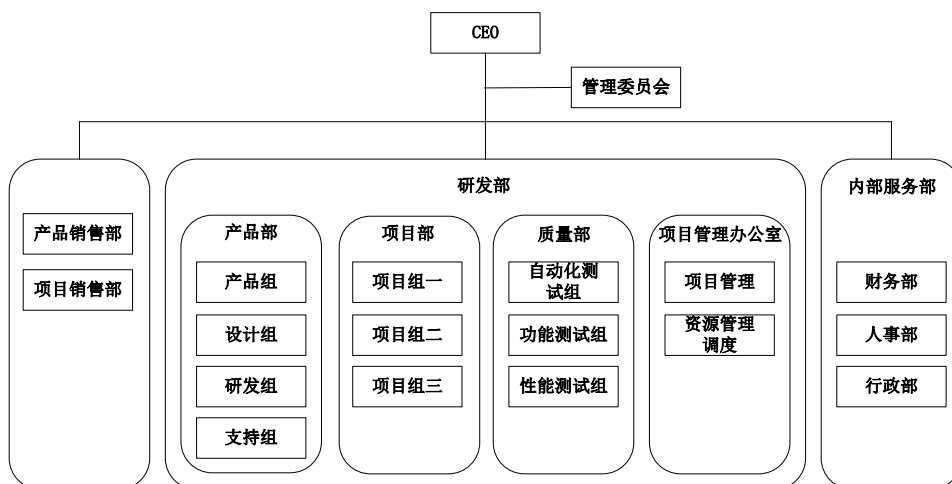 CEO
管理委员会
产品销售部
项目销售部
研发部
产品部
产品组
设计组
研发组
支持组
项目部
项目组一
项目组二
项目组三
质量部
自动化测
试组
功能测试组
性能测试组
项目管理办公室
项目管理
资源管理
调度
内部服务部
财务部
人事部
行政部